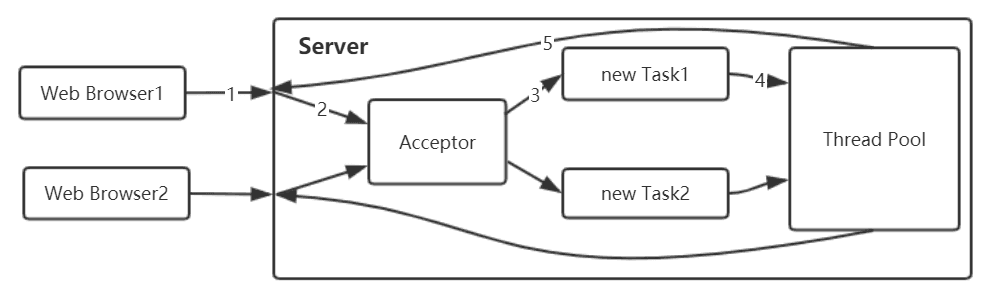 Server
5
Web Browser1
1
2
Acceptor
3
new Task1
4
Thread Pool
Web Browser2
new Task2